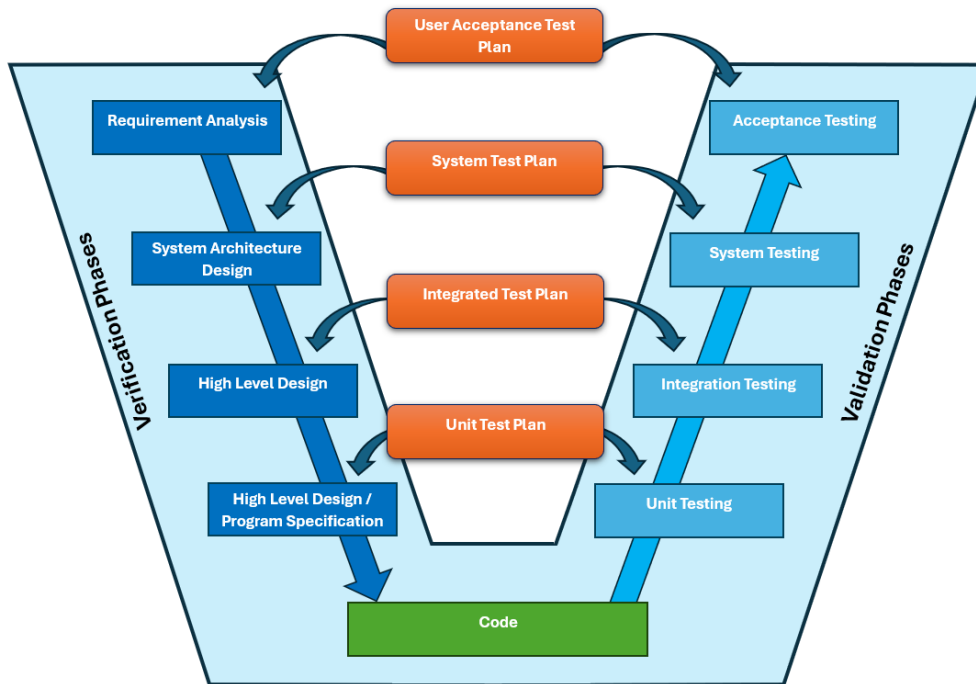 User Acceptance Test
Plan
Requirement Analysis
Acceptance Testing
System Test Plan
System Architecture
Design
System Testing
Verification Phases
Validation Phases
Integrated Test Plan
High Level Design
Integration Testing
Unit Test Plan
High Level Design /
Program Specification
Unit Testing
Code